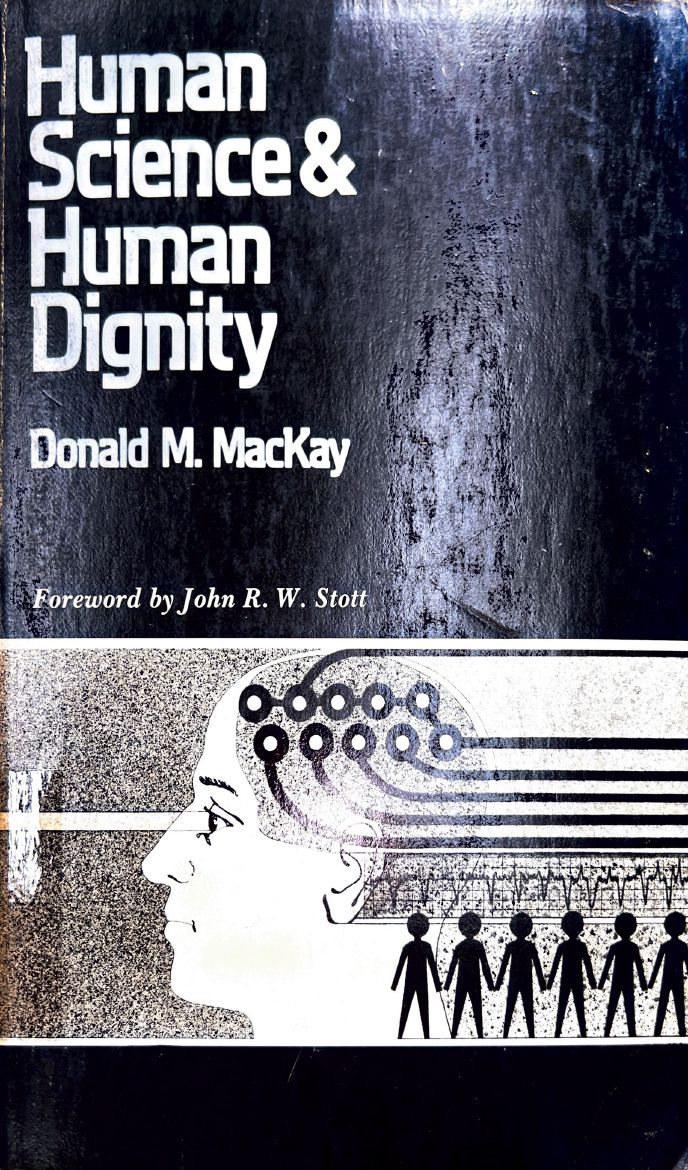 Human
Science &
Human
Dignity
Donald M. MacKay
Foreword by John R. W. Stott